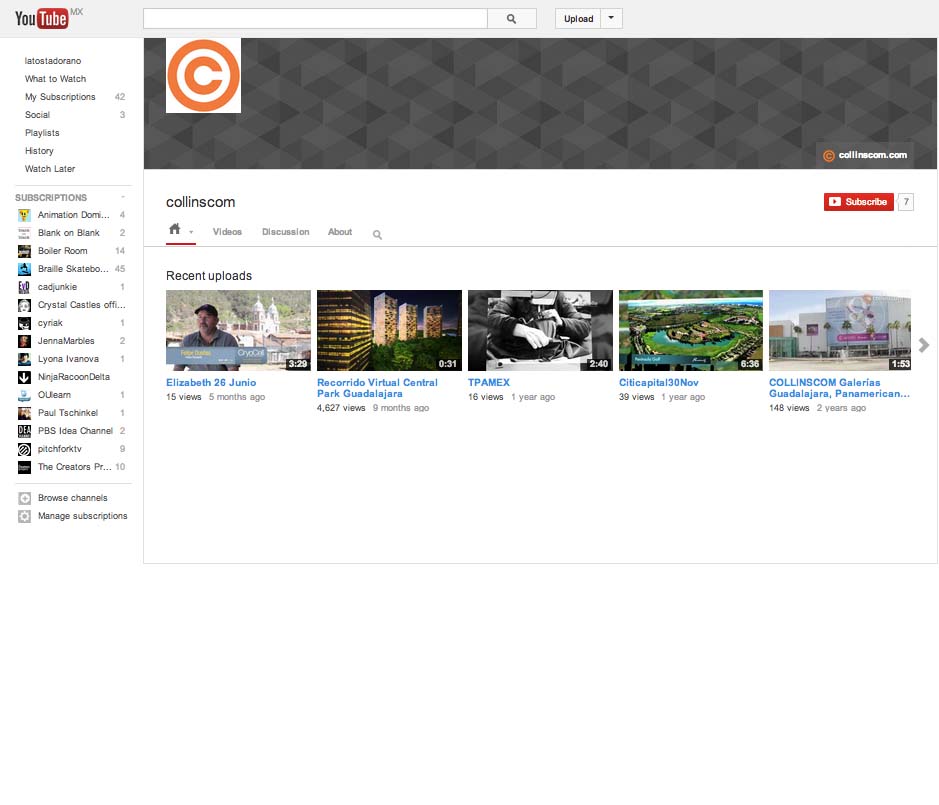 YouTube MX
Upload
latostadorano
What to Watch
My Subscriptions 42
Social 3
Playlists
History
Watch Later
SUBSCRIPTIONS
Animation Domi... 4
Blank on Blank 2
Boiler Room 14
Braille Skatebo... 45
cadjunkie 1
Crystal Castles offi...
cyriak 1
JennaMarbles 2
Lyona Ivanova 1
NinjaRacoonDelta
OUlearn 1
Paul Tschinkel 1
PBS Idea Channel 2
pitchforktv 9
The Creators Pr... 10
Browse channels
Manage subscriptions
collinscom.com
collinscom
Subscribe 7
Videos Discussion About
Recent uploads
3:29
Elizabeth 26 Junio
15 views 5 months ago
0:31
Recorrido Virtual Central
Park Guadalajara
4,627 views 9 months ago
2:40
TPAMEX
16 views 1 year ago
6:36
Citicapital30Nov
39 views 1 year ago
1:53
COLLINSCOM Galerías
Guadalajara, Panamerican...
148 views 2 years ago